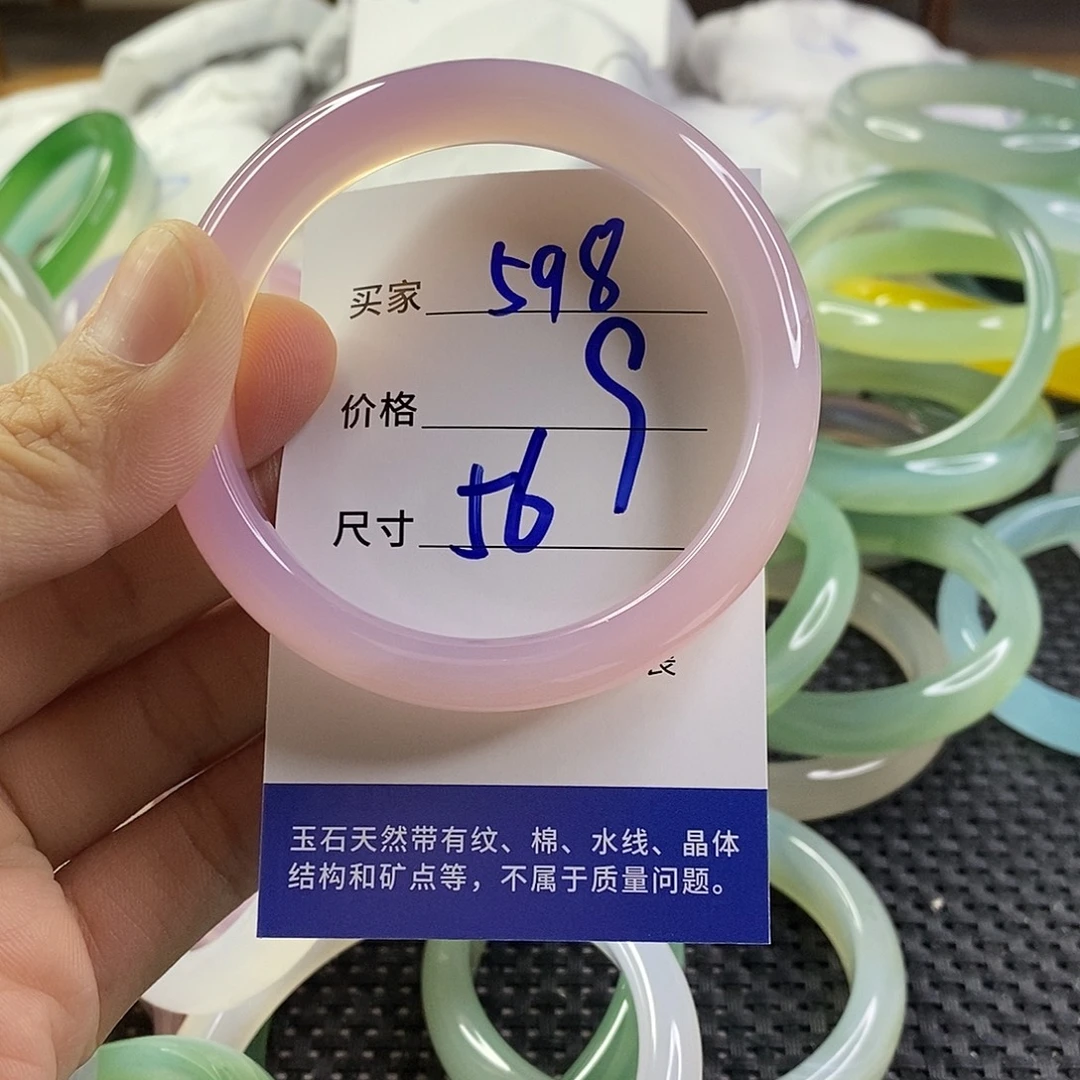 买家 598
价格
尺寸 56
玉石天然带有纹、棉、水线、晶体
结构和矿点等，不属于质量问题。